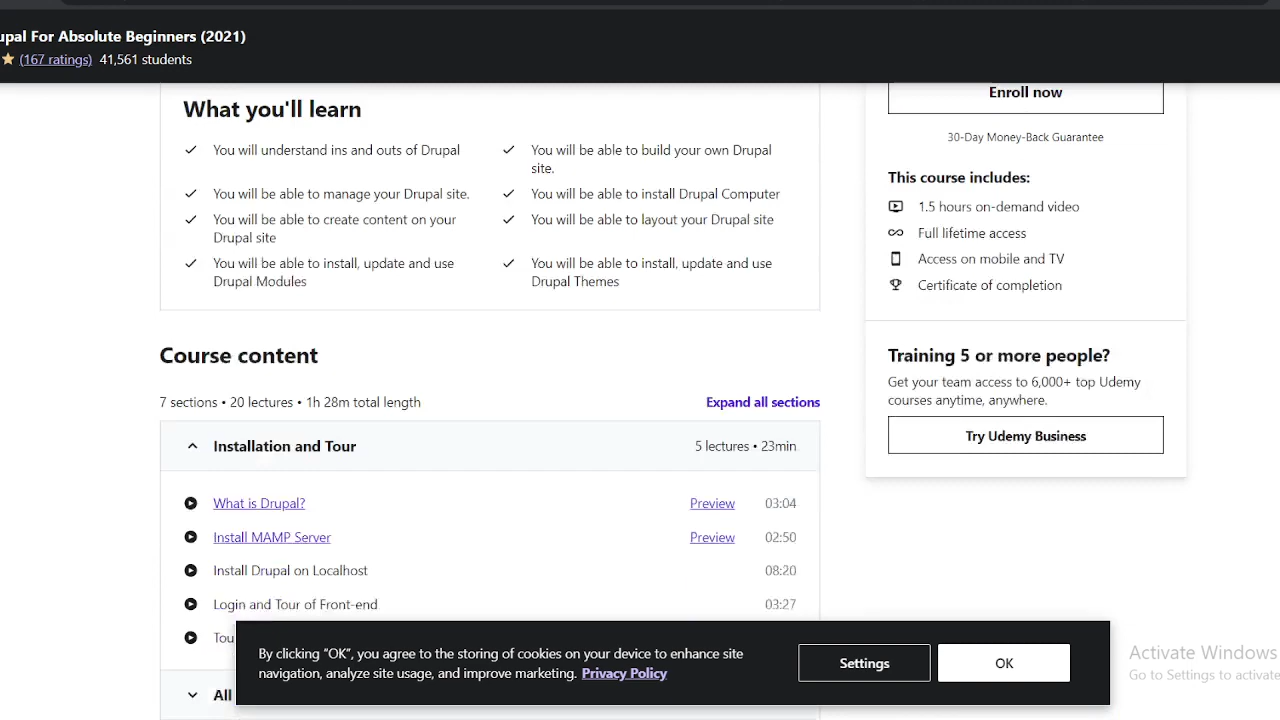 upal For Absolute Beginners (2021)
(167 ratings) 41,561 students
What you'll learn
You will understand ins and outs of Drupal
You will be able to build your own Drupal
site.
You will be able to manage your Drupal site.
You will be able to install Drupal Computer
You will be able to create content on your
Drupal site
You will be able to layout your Drupal site
You will be able to install, update and use
Drupal Modules
You will be able to install, update and use
Drupal Themes
Course content
7 sections • 20 lectures • 1h 28m total length
Expand all sections
Installation and Tour
5 lectures • 23min
What is Drupal? Preview 03:04
Install MAMP Server Preview 02:50
Install Drupal on Localhost 08:20
Login and Tour of Front-end 03:27
Tou
All
Enroll now
30-Day Money-Back Guarantee
This course includes:
1.5 hours on-demand video
Full lifetime access
Access on mobile and TV
Certificate of completion
Training 5 or more people?
Get your team access to 6,000+ top Udemy
courses anytime, anywhere.
Try Udemy Business
By clicking “OK”, you agree to the storing of cookies on your device to enhance site
navigation, analyze site usage, and improve marketing. Privacy Policy
Settings
OK
Activate Windows
Go to Settings to activate